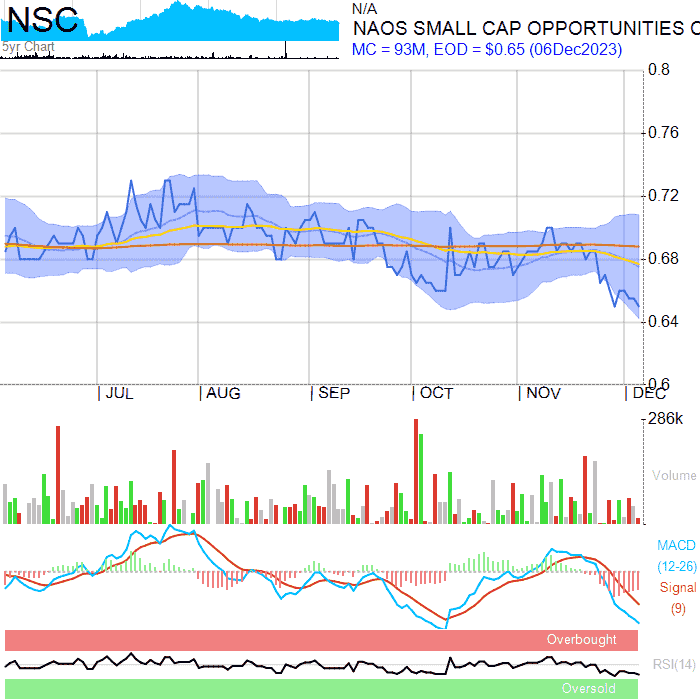 NSC
5yr Chart
N/A
NAOS SMALL CAP OPPORTUNITIES C
MC = 93M, EOD = $0.65 (06Dec2023)
0.8
0.76
0.72
0.68
0.64
0.6
JUL AUG SEP OCT NOV DEC
286k
Volume
MACD
(12-26)
Signal
(9)
Overbought
RSI(14)
Oversold